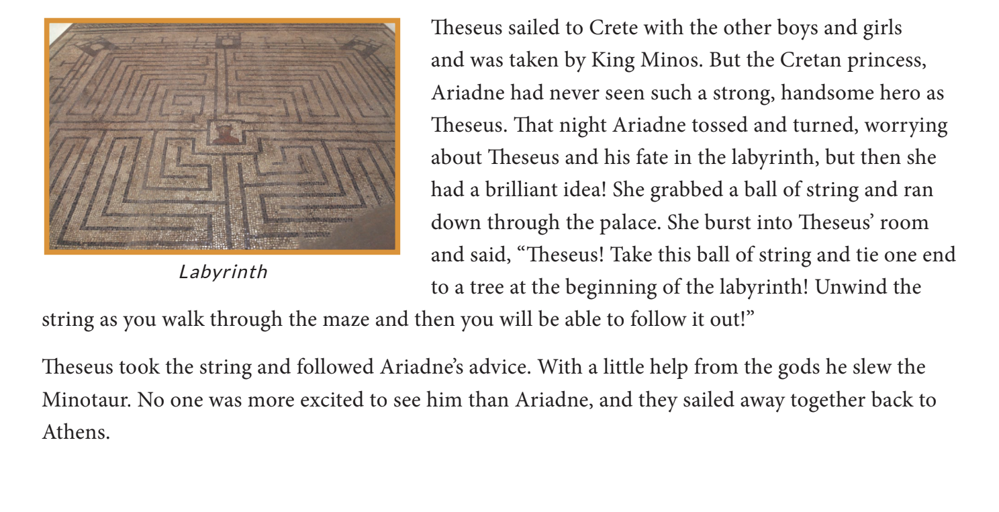 Theseus sailed to Crete with the other boys and girls
and was taken by King Minos. But the Cretan princess,
Ariadne had never seen such a strong, handsome hero as
Theseus. That night Ariadne tossed and turned, worrying
about Theseus and his fate in the labyrinth, but then she
had a brilliant idea! She grabbed a ball of string and ran
down through the palace. She burst into Theseus’ room
and said, “Theseus! Take this ball of string and tie one end
to a tree at the beginning of the labyrinth! Unwind the
string as you walk through the maze and then you will be able to follow it out!”
Labyrinth
Theseus took the string and followed Ariadne’s advice. With a little help from the gods he slew the
Minotaur. No one was more excited to see him than Ariadne, and they sailed away together back to
Athens.